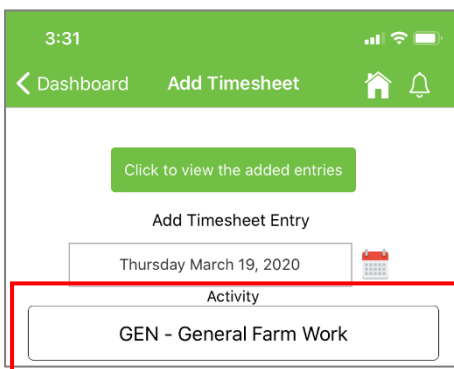 3:31
Dashboard Add Timesheet
Click to view the added entries
Add Timesheet Entry
Thursday March 19, 2020
Activity
GEN - General Farm Work